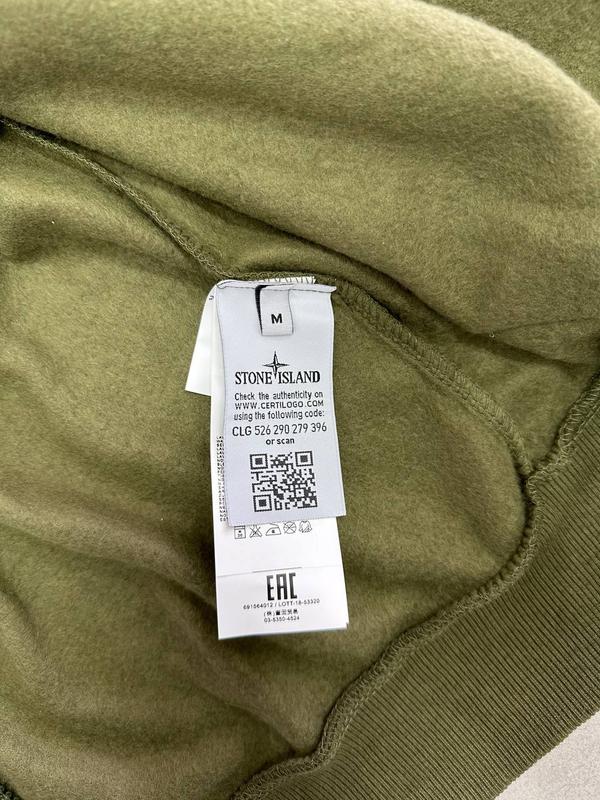 M
STONE ISLAND
Check the authenticity on
WWW.CERTILOGO.COM
using the following code:
CLG 526 290 279 396
or scan
EAC
691564012 / LOTT-18-53320
03-5350-4524